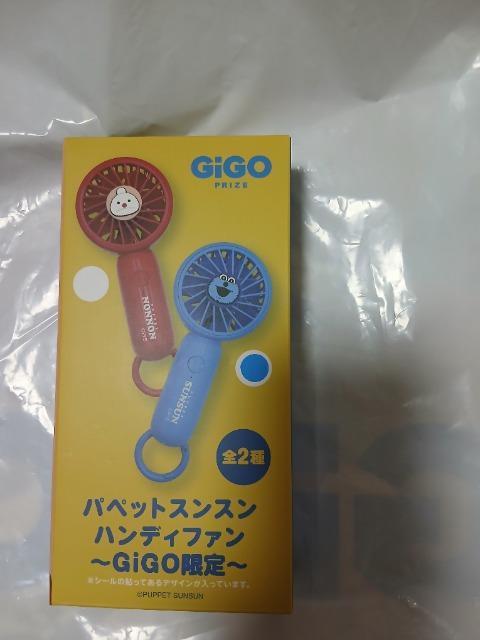 GiGO
PRIZE
NONNON
GiGO
SUNSUN
全2種
パペットスンスン
ハンディファン
～GiGO限定～
※シールの貼ってあるデザインが入っています。
©PUPPET SUNSUN